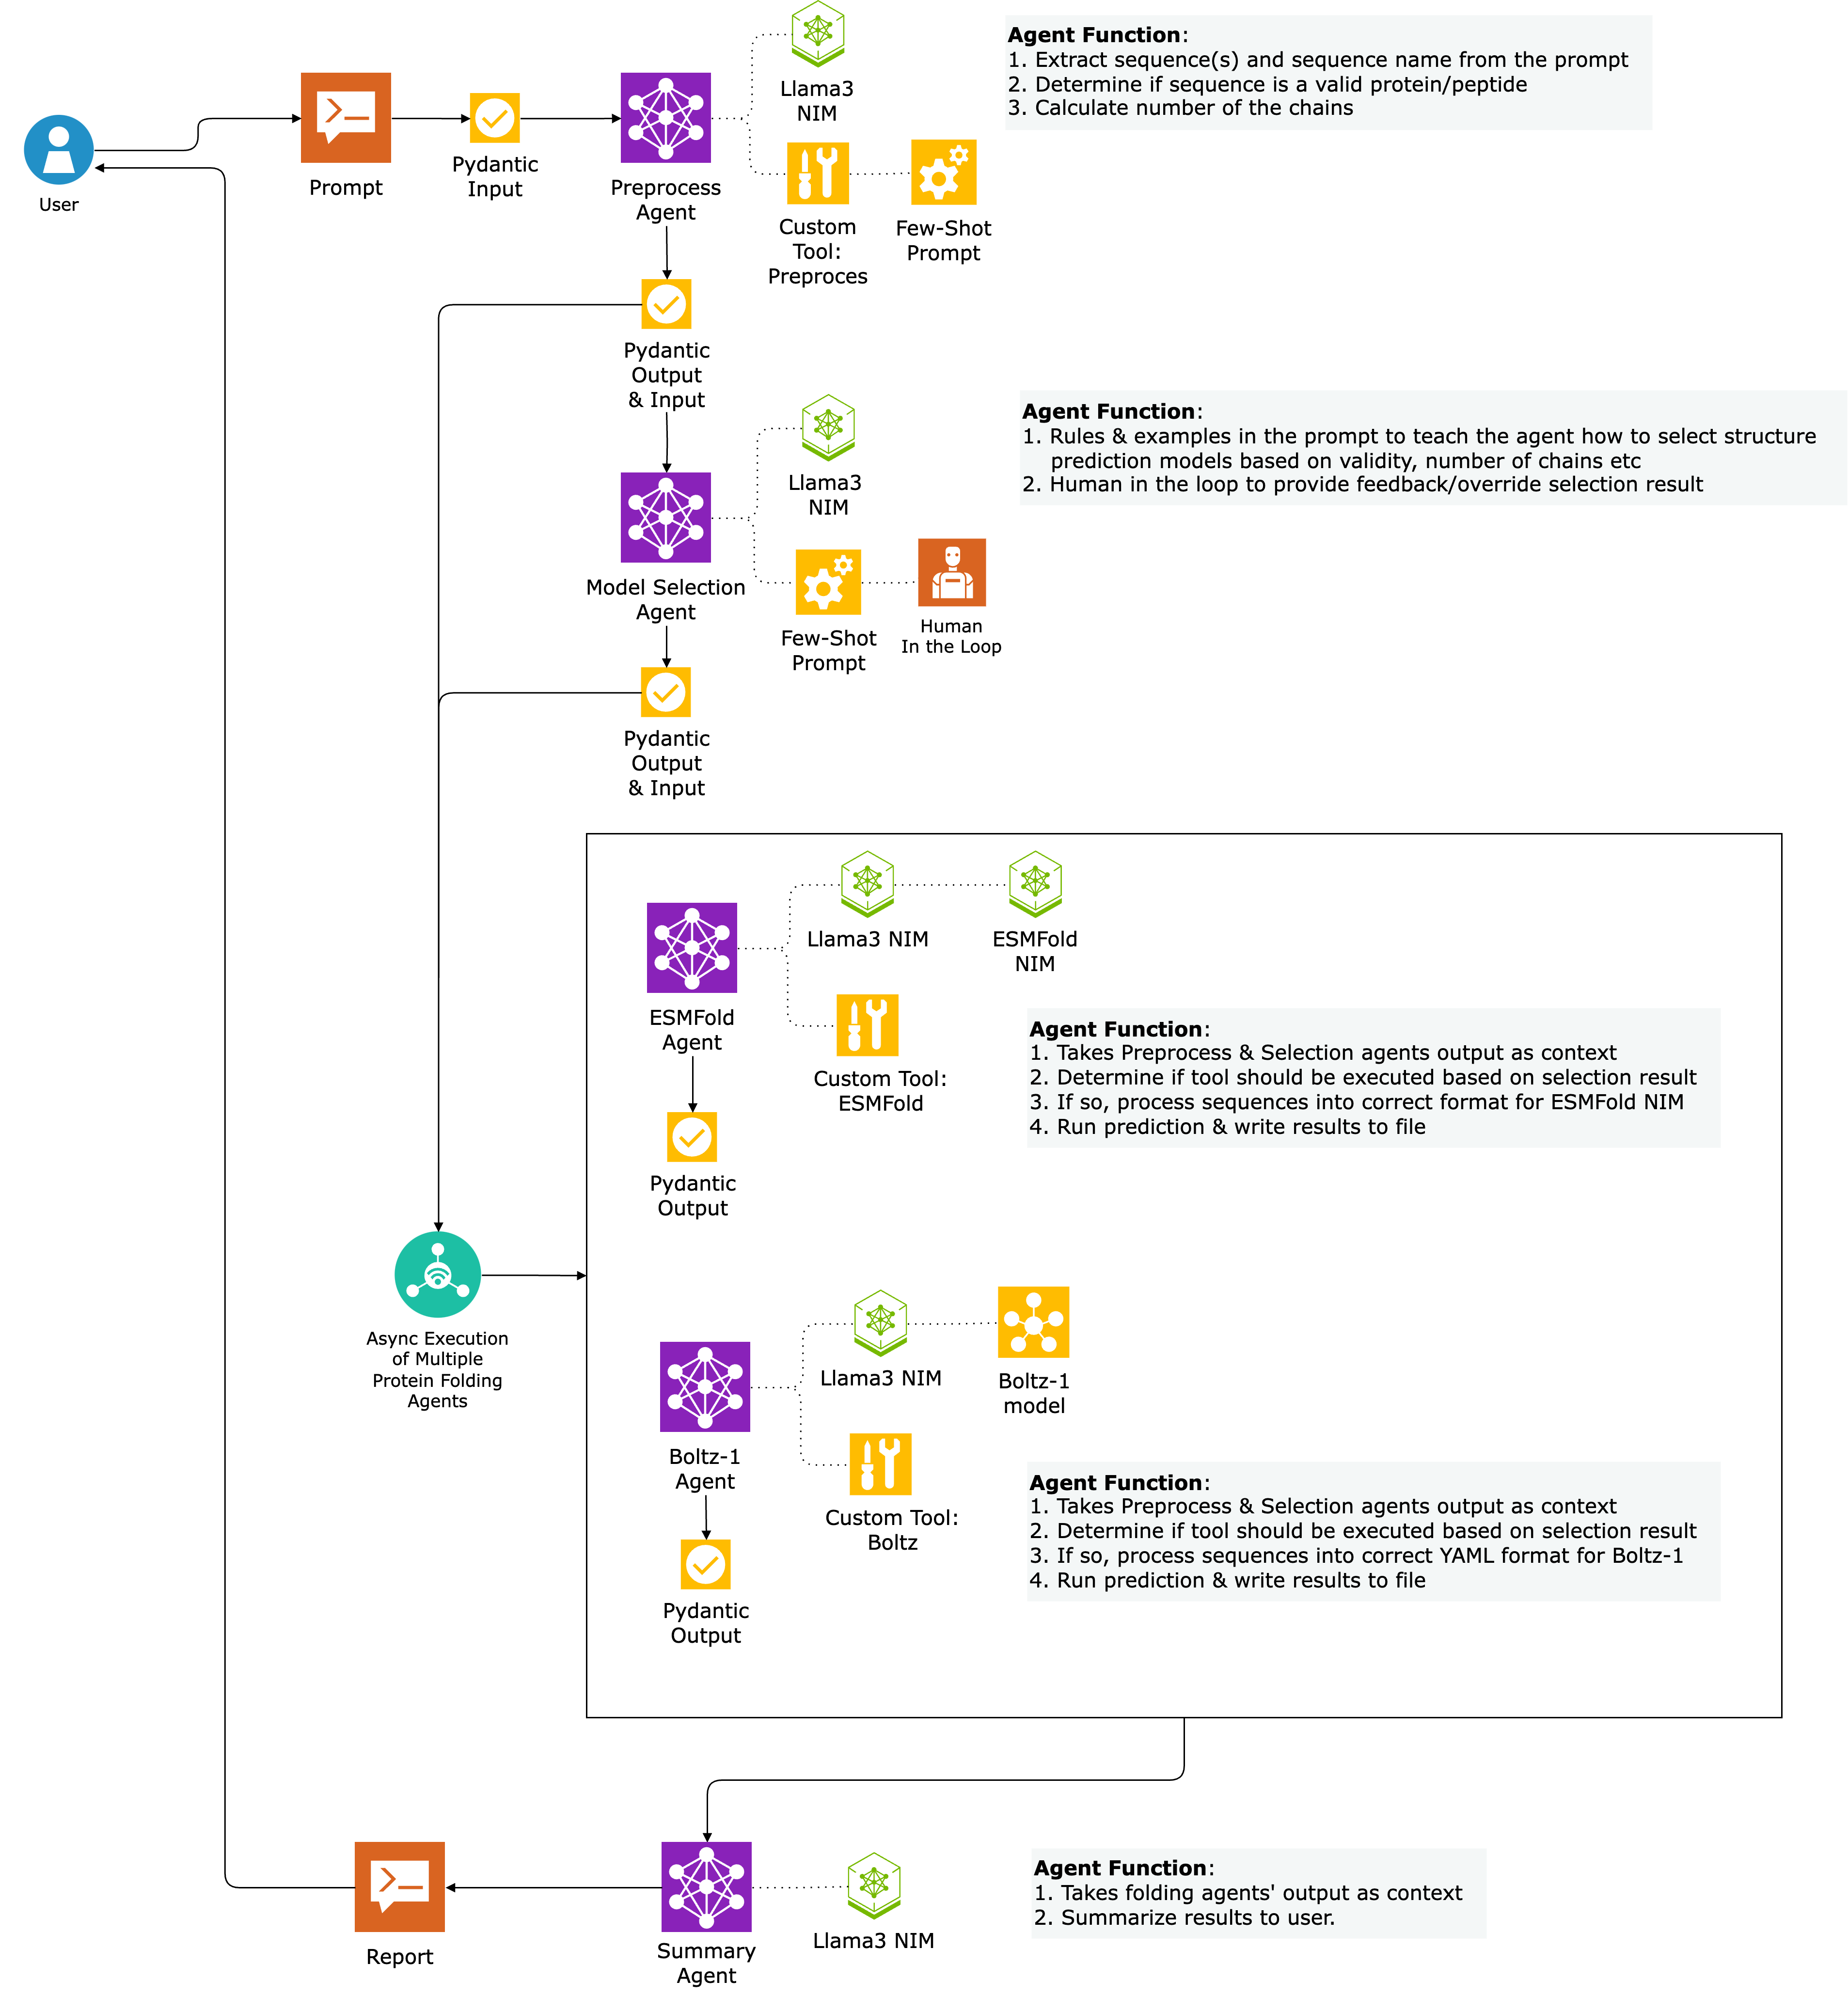 User
Prompt
Pydantic
Input
Preprocess
Agent
Llama3
NIM
Custom
Tool:
Preproces
Few-Shot
Prompt
Agent Function:
1. Extract sequence(s) and sequence name from the prompt
2. Determine if sequence is a valid protein/peptide
3. Calculate number of the chains
Pydantic
Output
& Input
Model Selection
Agent
Llama3
NIM
Few-Shot
Prompt
Human
In the Loop
Agent Function:
1. Rules & examples in the prompt to teach the agent how to select structure
prediction models based on validity, number of chains etc
2. Human in the loop to provide feedback/override selection result
Pydantic
Output
& Input
Async Execution
of Multiple
Protein Folding
Agents
ESMFold
Agent
Llama3 NIM
ESMFold
NIM
Custom Tool:
ESMFold
Pydantic
Output
Agent Function:
1. Takes Preprocess & Selection agents output as context
2. Determine if tool should be executed based on selection result
3. If so, process sequences into correct format for ESMFold NIM
4. Run prediction & write results to file
Boltz-1
Agent
Llama3 NIM
Boltz-1
model
Custom Tool:
Boltz
Pydantic
Output
Agent Function:
1. Takes Preprocess & Selection agents output as context
2. Determine if tool should be executed based on selection result
3. If so, process sequences into correct YAML format for Boltz-1
4. Run prediction & write results to file
Report
Summary
Agent
Llama3 NIM
Agent Function:
1. Takes folding agents' output as context
2. Summarize results to user.